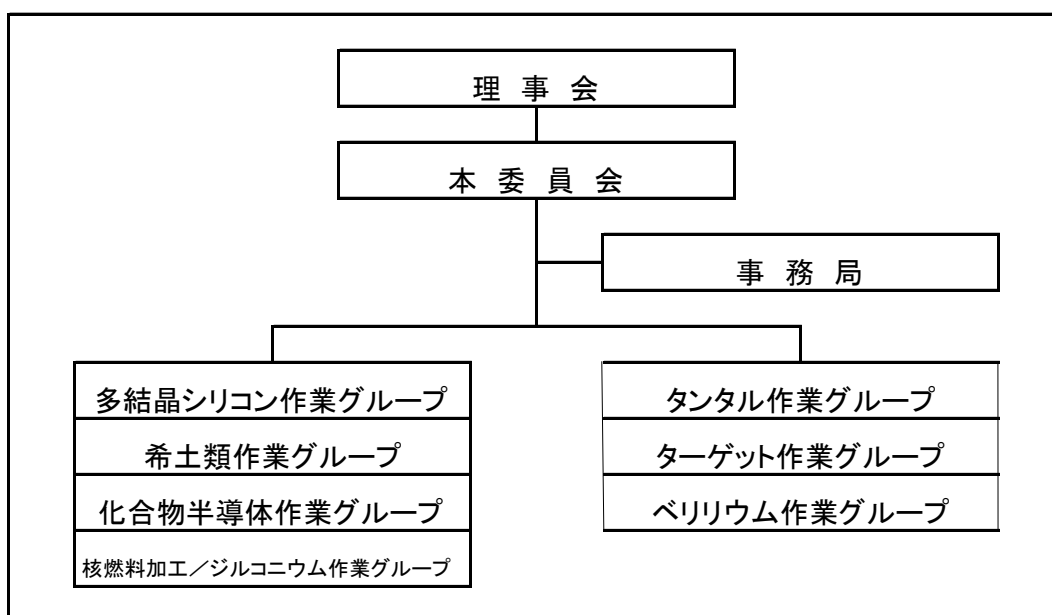 理 事 会
本 委 員 会
事 務 局
多結晶シリコン作業グループ
希土類作業グループ
化合物半導体作業グループ
核燃料加工／ジルコニウム作業グループ
タンタル作業グループ
ターゲット作業グループ
ベリリウム作業グループ